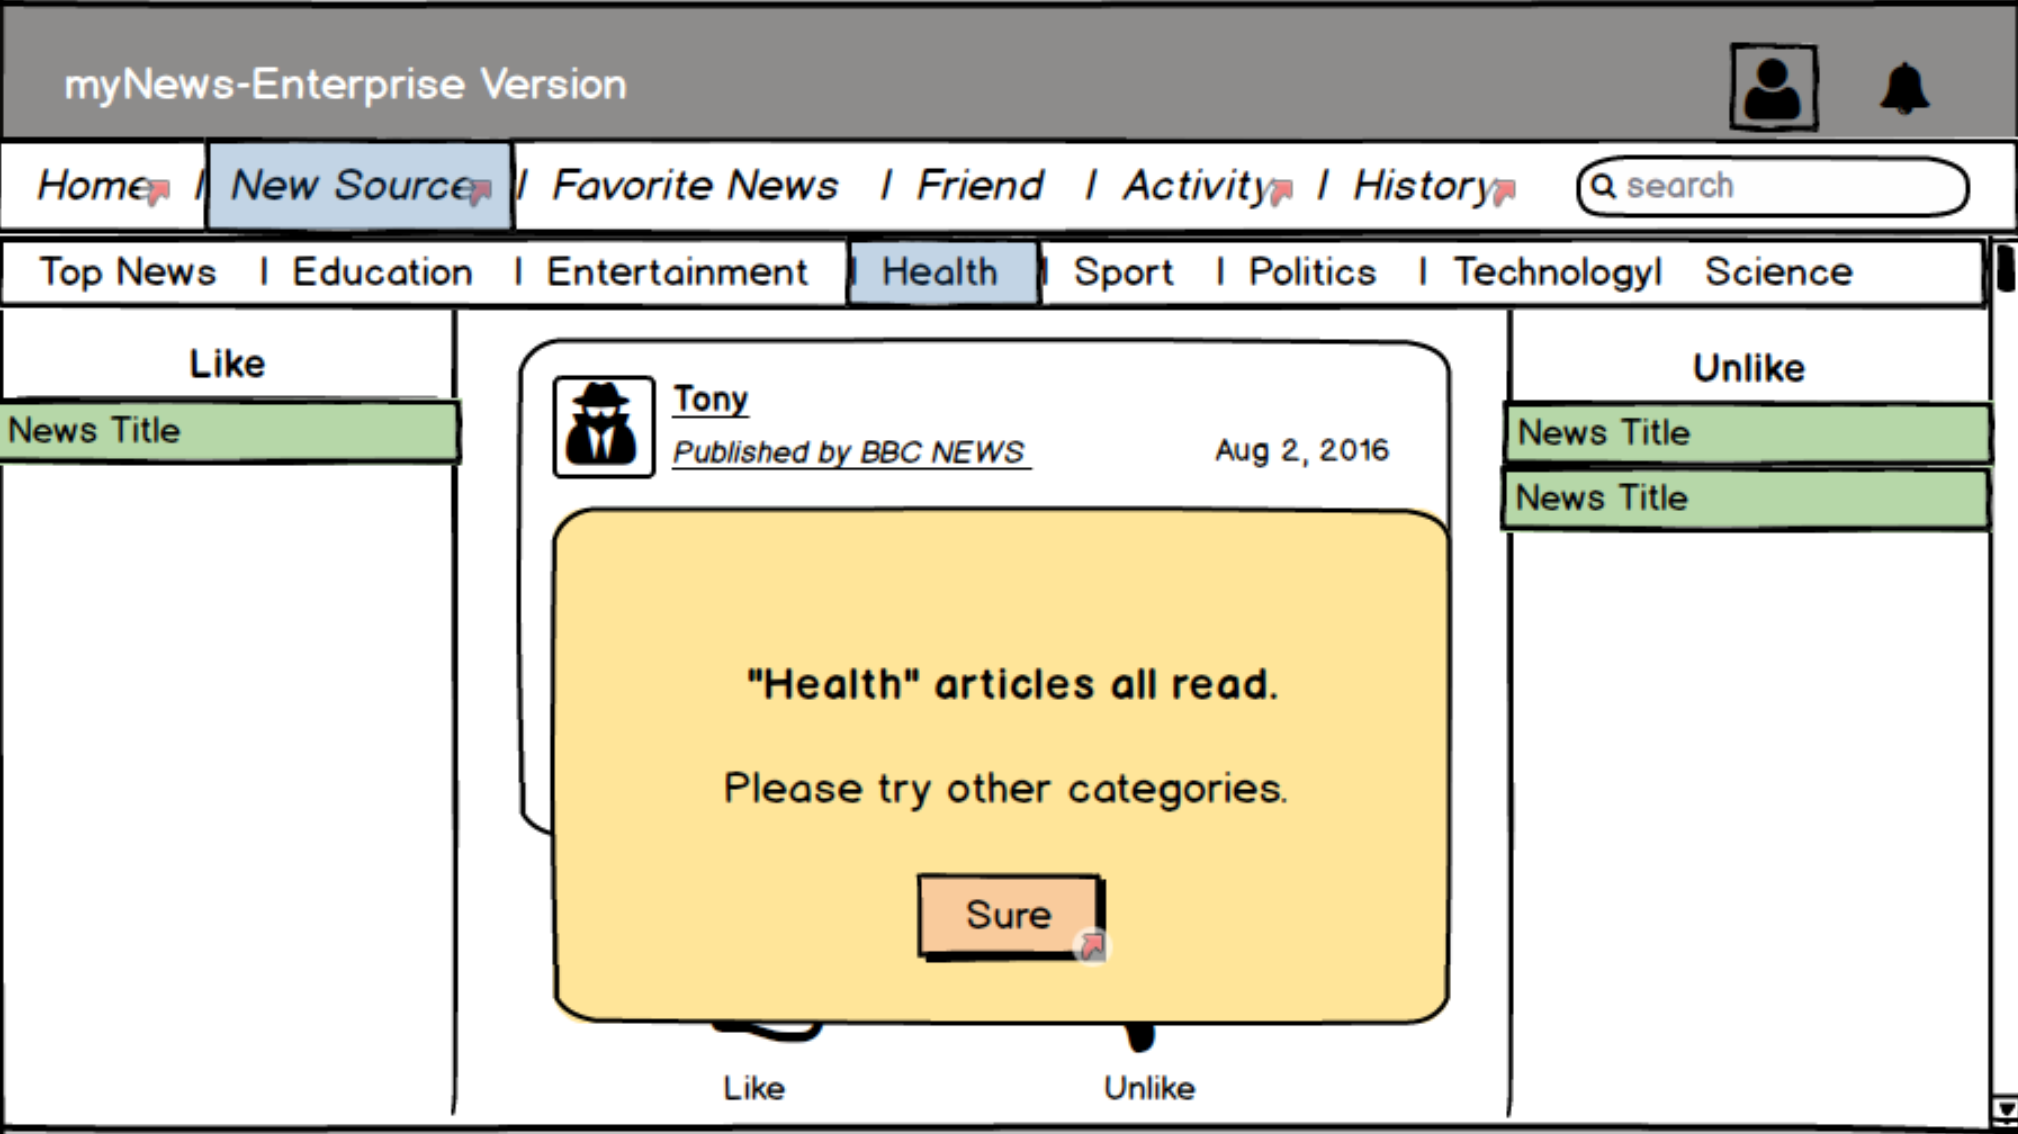 myNews-Enterprise Version
Home | New Source | Favorite News | Friend | Activity | History search
Top News | Education | Entertainment | Health | Sport | Politics | Technology| Science
Like
News Title
Tony
Published by BBC NEWS
Aug 2, 2016
"Health" articles all read.
Please try other categories.
Sure
Like
Unlike
Unlike
News Title
News Title